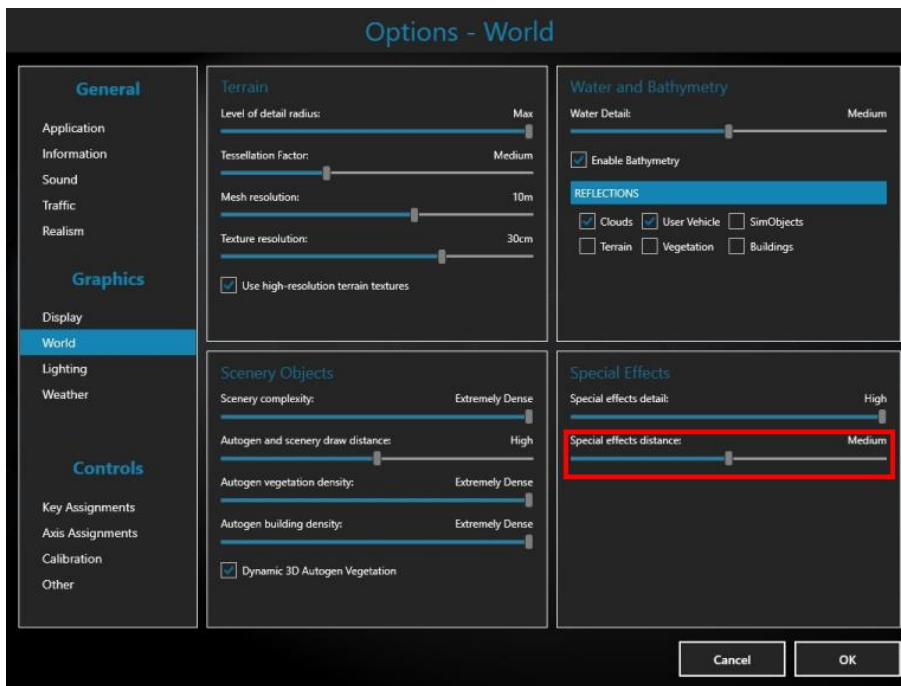 Options - World
General
Application
Information
Sound
Traffic
Realism
Graphics
Display
World
Lighting
Weather
Controls
Key Assignments
Axis Assignments
Calibration
Other
Terrain
Level of detail radius: Max
Tessellation Factor: Medium
Mesh resolution: 10m
Texture resolution: 30cm
Use high-resolution terrain textures
Water and Bathymetry
Water Detail: Medium
Enable Bathymetry
REFLECTIONS
Clouds User Vehicle SimObjects
Terrain Vegetation Buildings
Scenery Objects
Scenery complexity: Extremely Dense
Autogen and scenery draw distance: High
Autogen vegetation density: Extremely Dense
Autogen building density: Extremely Dense
Dynamic 3D Autogen Vegetation
Special Effects
Special effects detail: High
Special effects distance: Medium
Cancel OK